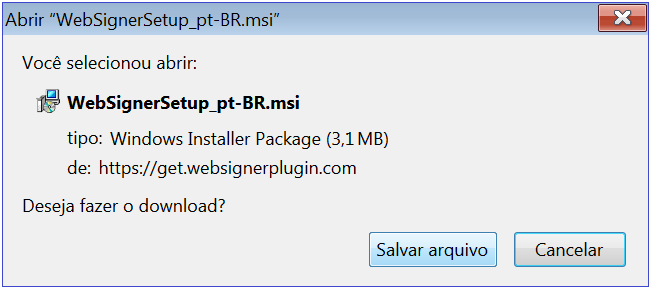 Abrir “WebSignerSetup_pt-BR.msi”
Você selecionou abrir:
WebSignerSetup_pt-BR.msi
tipo: Windows Installer Package (3,1 MB)
de: https://get.websignerplugin.com
Deseja fazer o download?
Salvar arquivo Cancelar